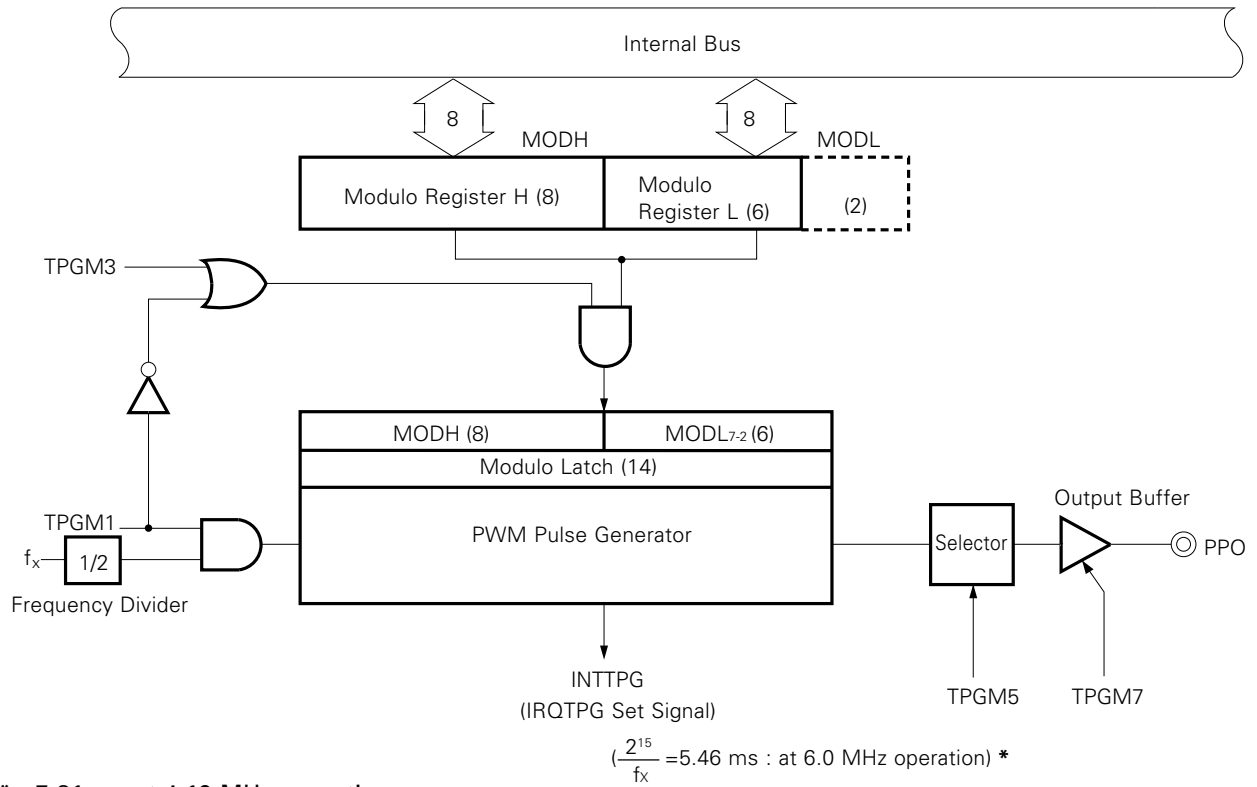 Internal Bus
8
8
MODH
MODL
Modulo Register H (8)
Modulo
Register L (6)
(2)
TPGM3
MODH (8)
MODL7-2 (6)
Modulo Latch (14)
TPGM1
PWM Pulse Generator
Output Buffer
fX
1/2
Selector
PPO
Frequency Divider
INTTPG
(IRQTPG Set Signal)
TPGM5
TPGM7
(2¹⁵/fX =5.46 ms : at 6.0 MHz operation) *